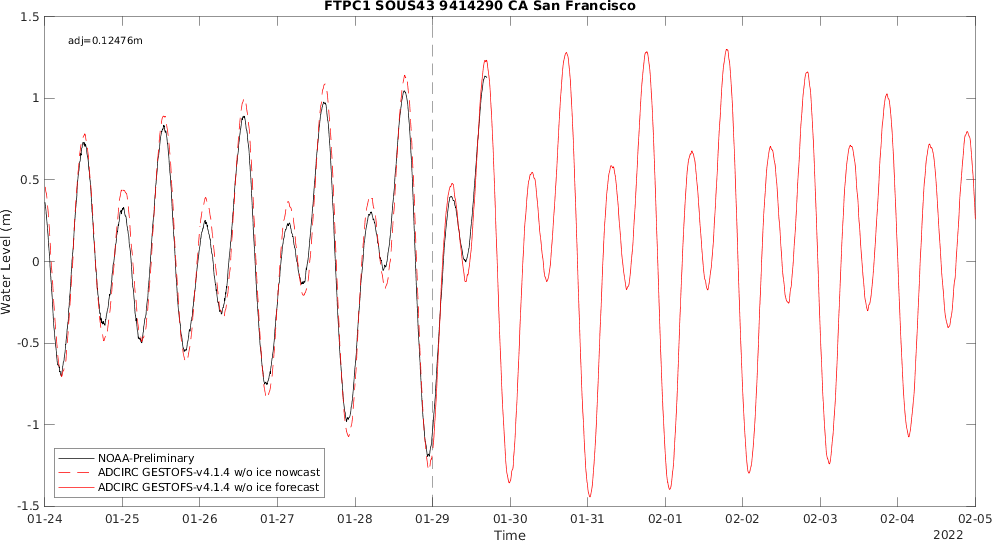 FTPC1 SOUS43 9414290 CA San Francisco
adj=0.12476m
1.5
1
0.5
0
-0.5
-1
-1.5
Water Level (m)
NOAA-Preliminary
ADCIRC GESTOFS-v4.1.4 w/o ice nowcast
ADCIRC GESTOFS-v4.1.4 w/o ice forecast
01-24 01-25 01-26 01-27 01-28 01-29 01-30 01-31 02-01 02-02 02-03 02-04 02-05
Time
2022